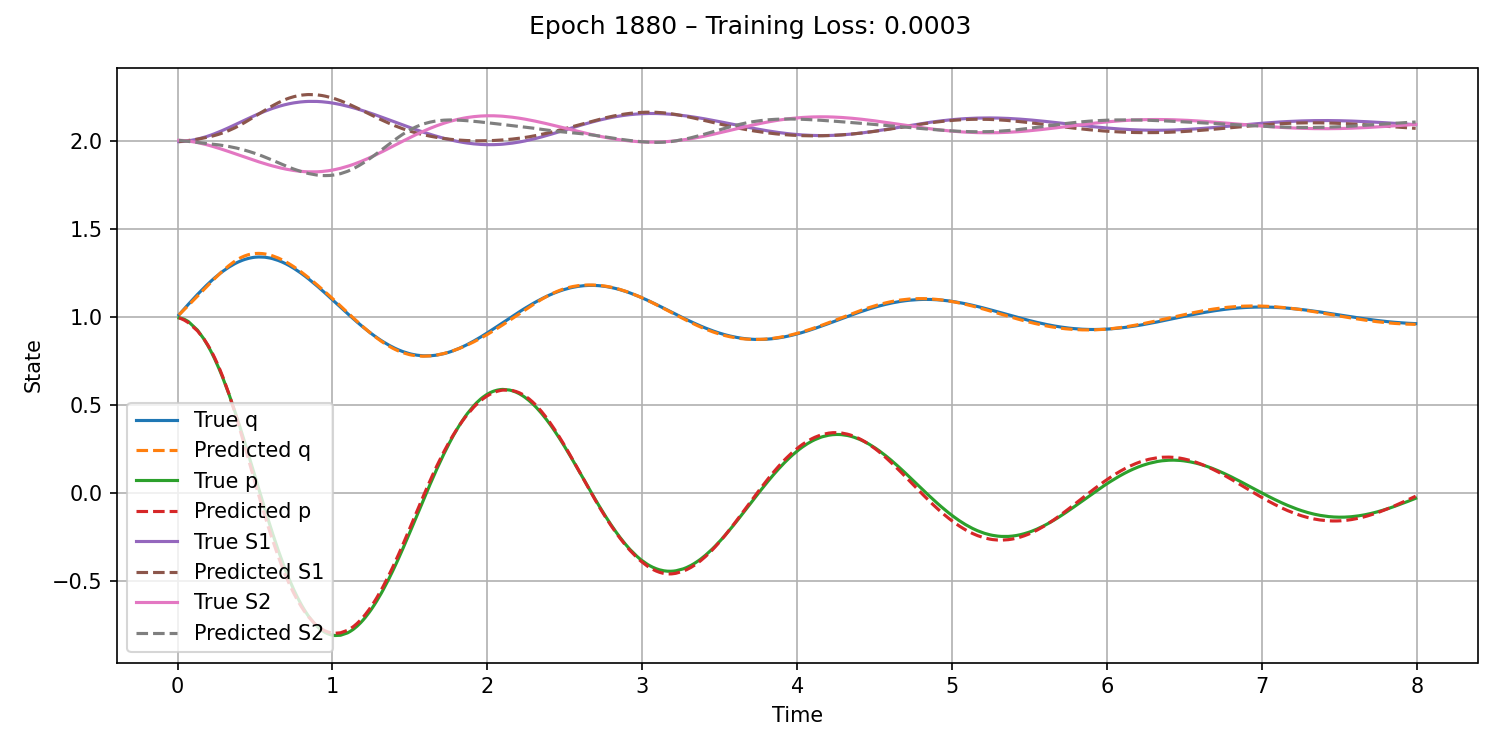 Epoch 1880 – Training Loss: 0.0003
State
2.0
1.5
1.0
0.5
0.0
−0.5
True q
Predicted q
True p
Predicted p
True S1
Predicted S1
True S2
Predicted S2
0 1 2 3 4 5 6 7 8
Time